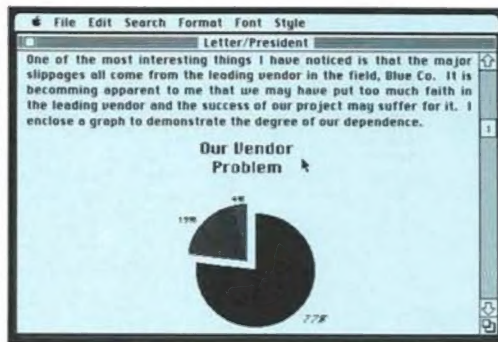 File Edit Search Format Font Style
Letter/President
One of the most interesting things I have noticed is that the major
slippages all come from the leading vendor in the field, Blue Co. It is
becomming apparent to me that we may have put too much faith in
the leading vendor and the success of our project may suffer for it. I
enclose a graph to demonstrate the degree of our dependence.
Our Vendor
Problem
4%
19%
77%
1